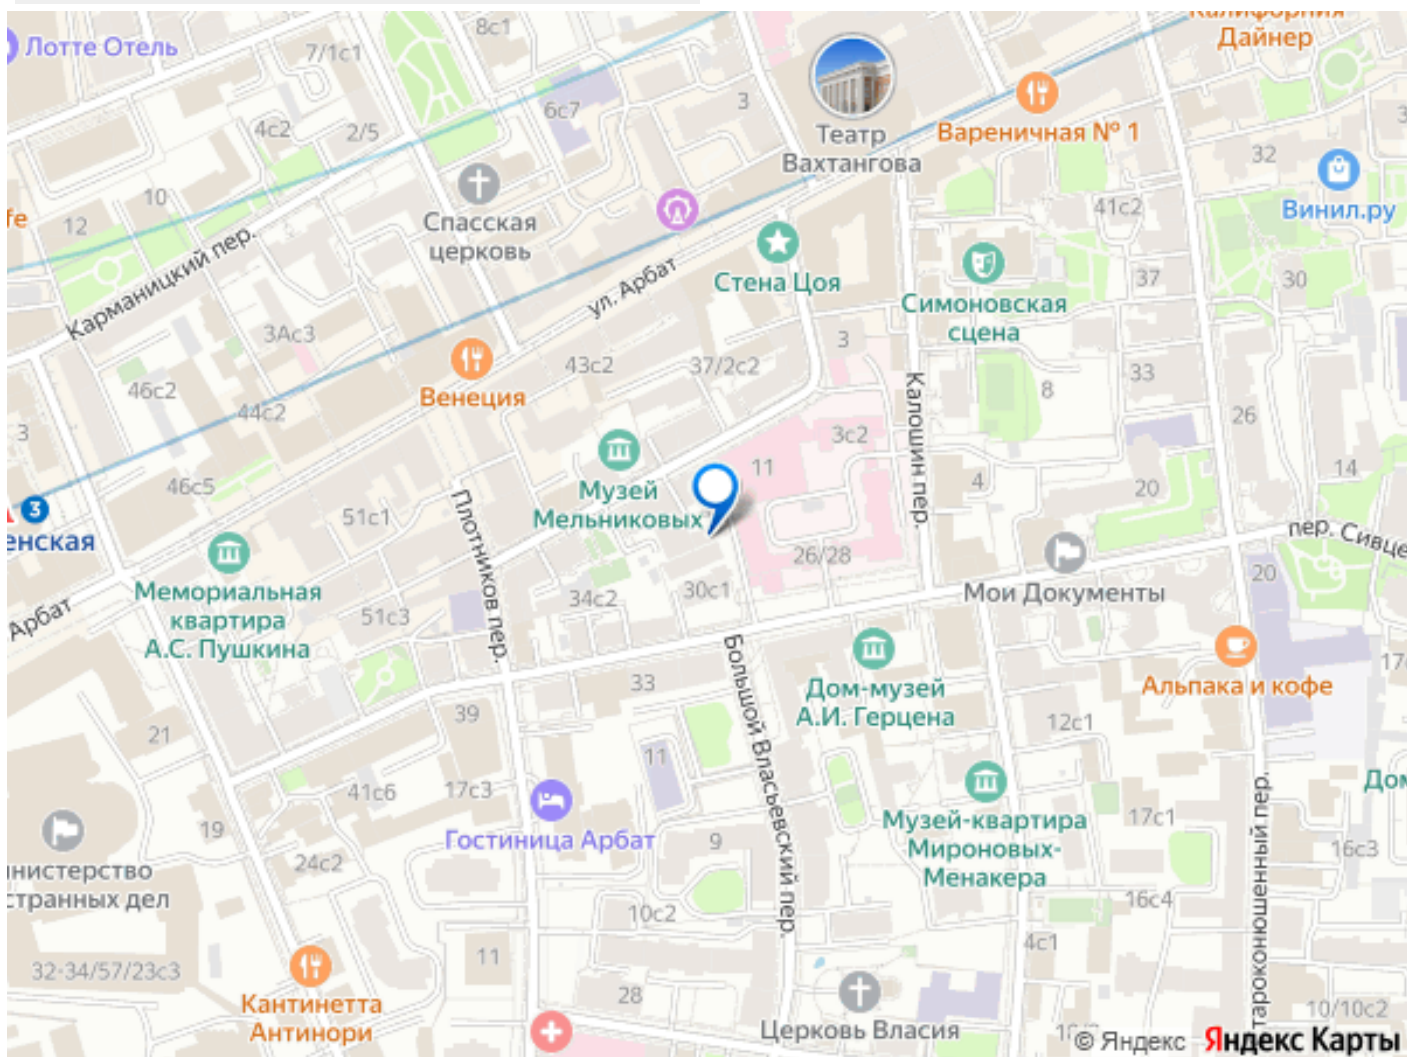 Калифорния
Дайнер
Лотте Отель
7/1с1
8с1
6с7
3
4с2
2/5
Театр
Вахтангова
Вареничная № 1
32
Винил.ру
10
12
fe
Спасская
церковь
41с2
Карманицкий пер.
ул. Арбат
Стена Цоя
Симоновская
сцена
37
30
3Ас3
3
46с2
44с2
Венеция
43с2
37/2с2
Калошин пер.
8
33
26
3
3с2
11
14
46с5
51с1
Музей
Мельниковых
4
20
3
енская
Плотников пер.
пер. Сивце
Мемориальная
квартира
А.С. Пушкина
51с3
34с2
30с1
26/28
Мои Документы
20
Арбат
33
Большой Власьевский пер.
Дом-музей
А.И. Герцена
Альпака и кофе
17
39
21
11
12с1
41с6
17с3
Гостиница Арбат
9
Музей-квартира
Мироновых-
Менакера
17с1
Дом
16с3
19
24с2
инистерство
странных дел
10с2
16с4
тароконюшенный пер.
4с1
32-34/57/23с3
11
28
Кантинетта
Антинори
Церковь Власия
10/10с2
© Яндекс
Яндекс Карты